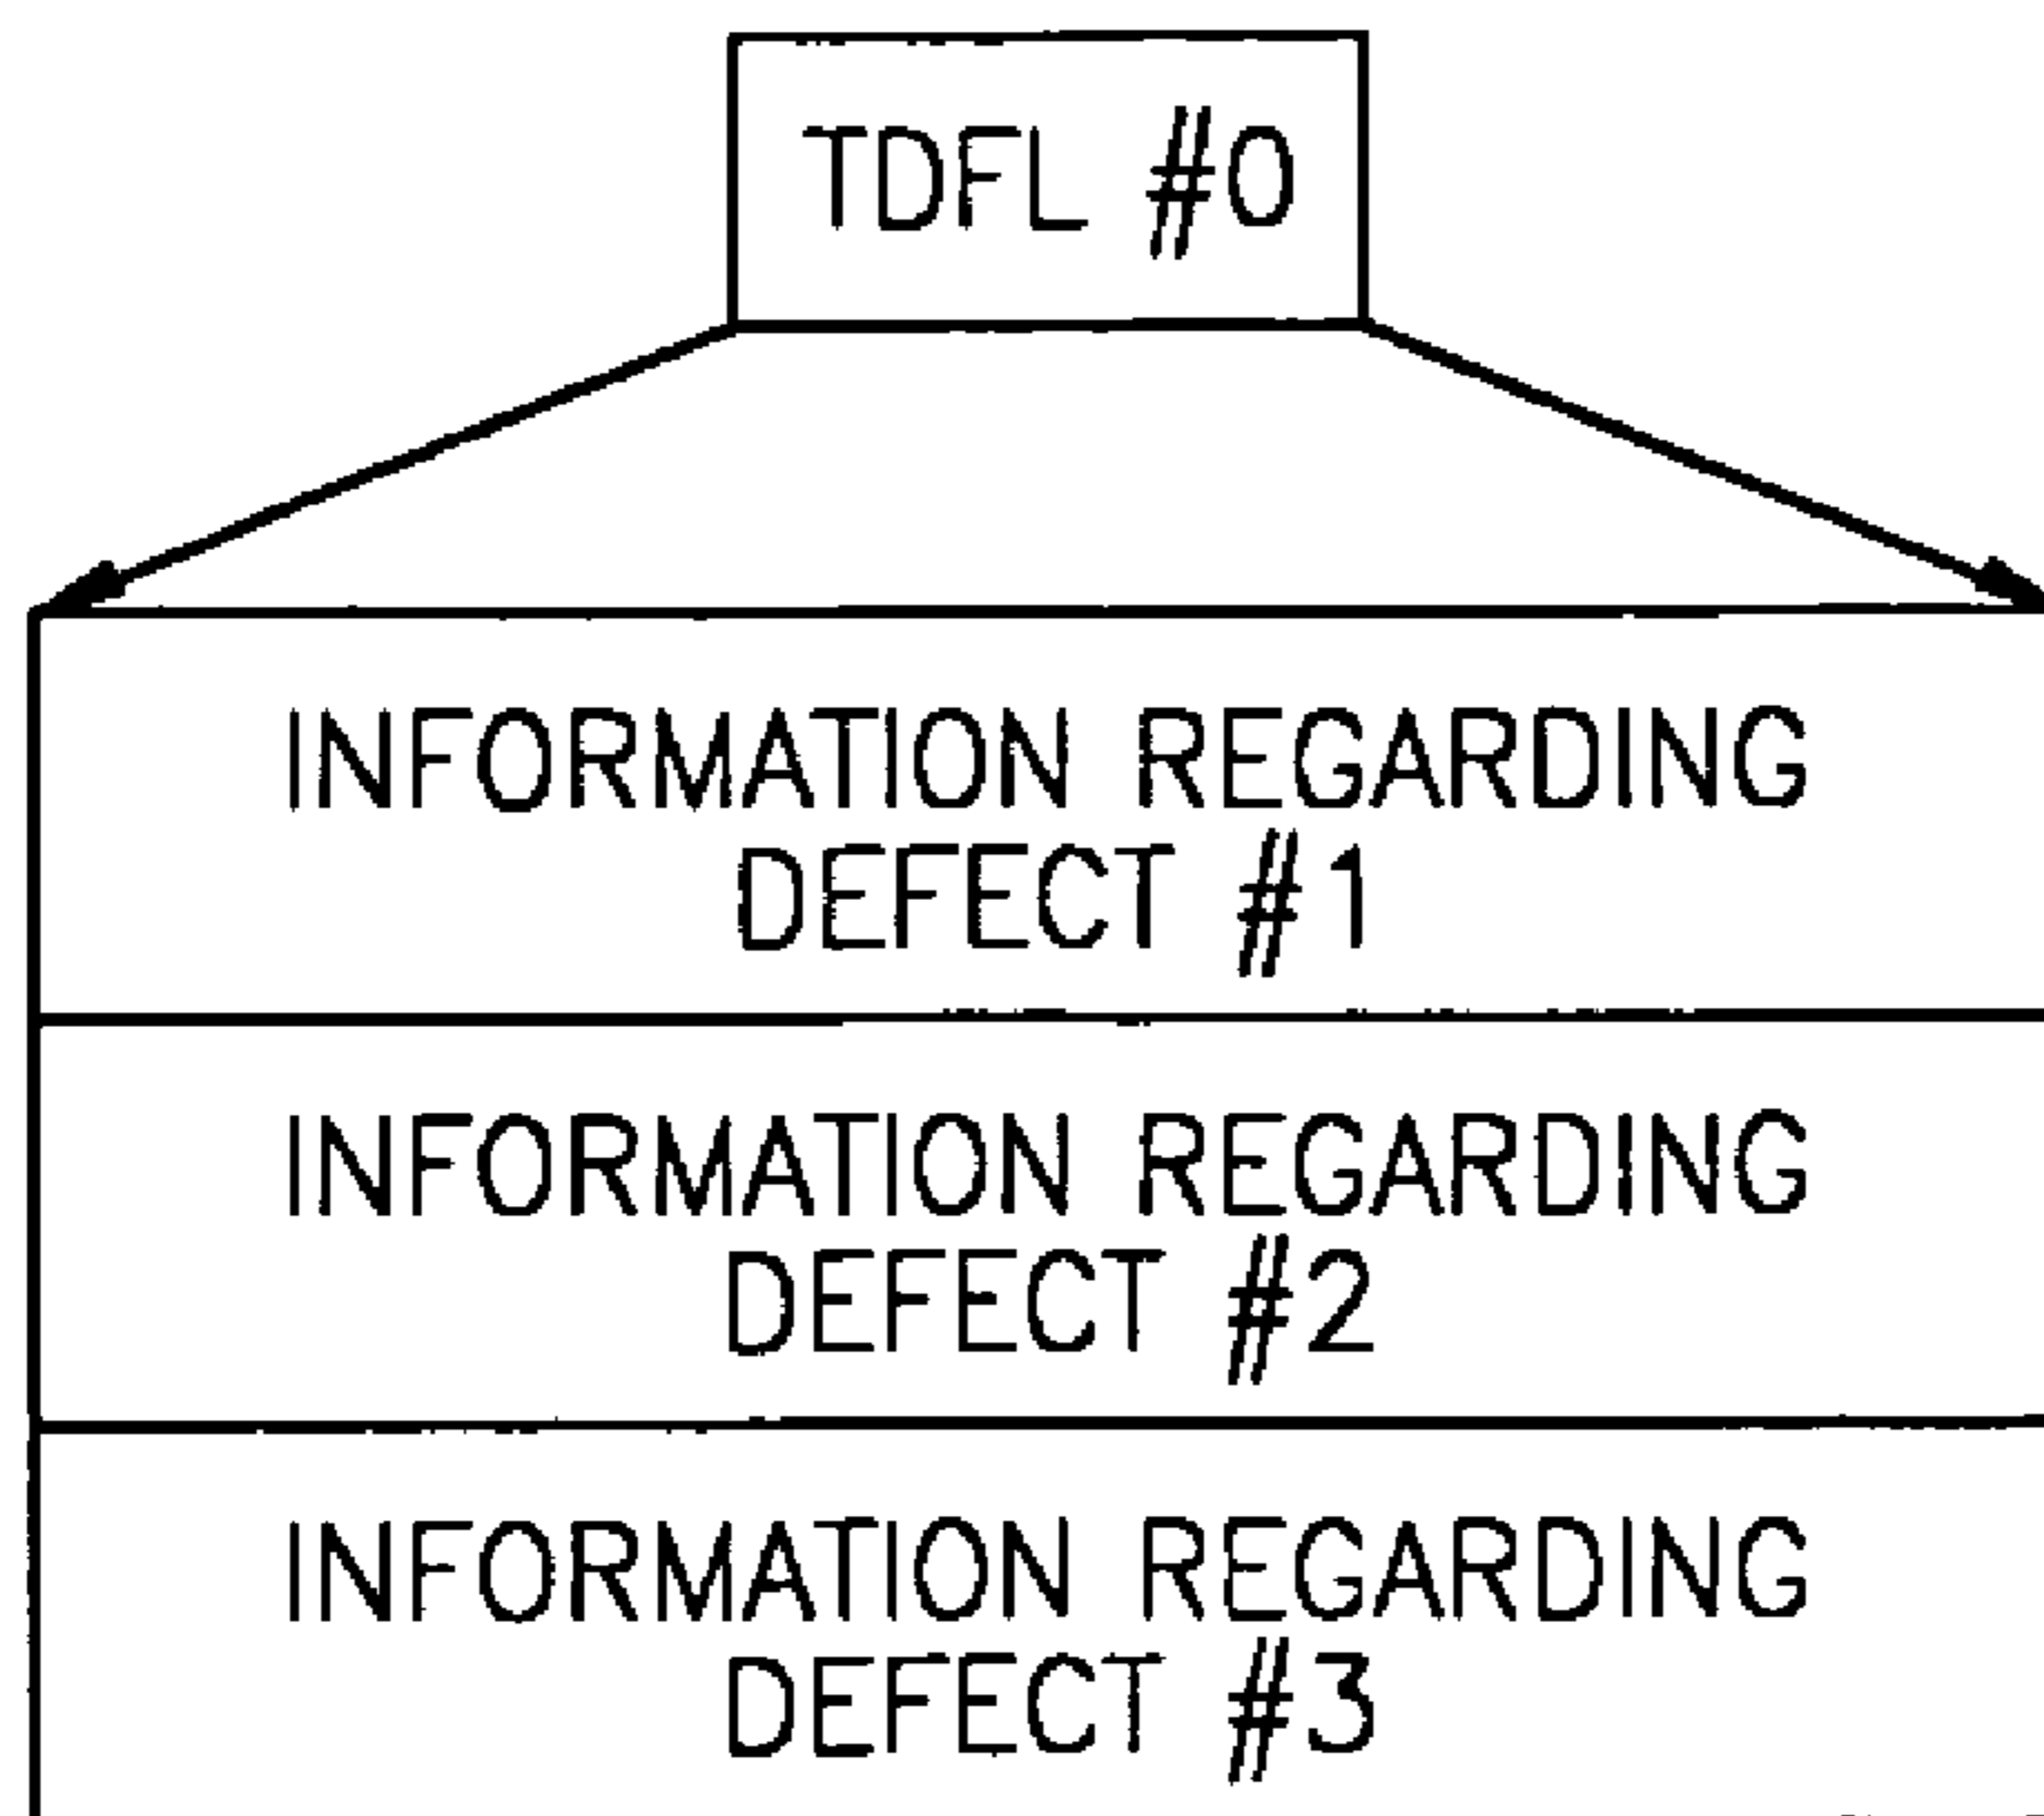 TDFL #0
INFORMATION REGARDING
DEFECT #1
INFORMATION REGARDING
DEFECT #2
INFORMATION REGARDING
DEFECT #3